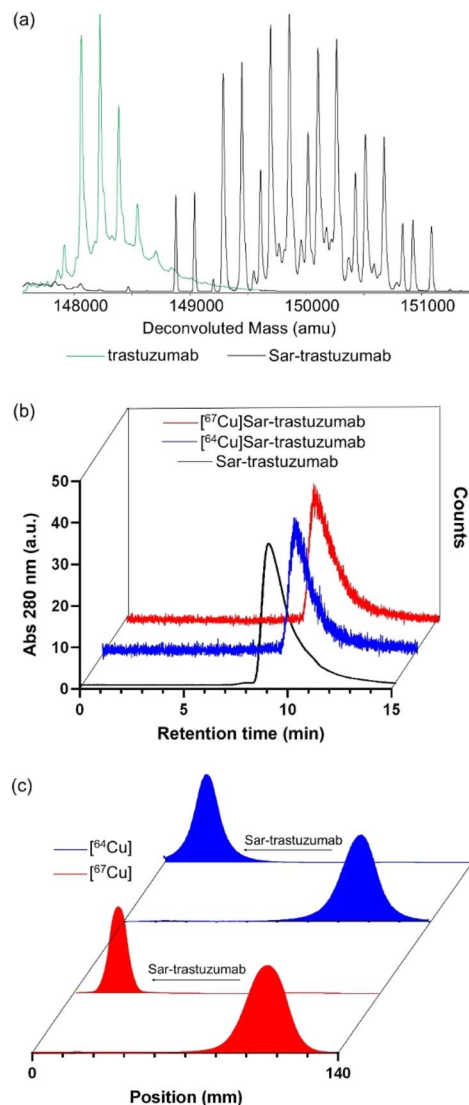 (a)
148000 149000 150000 151000
Deconvoluted Mass (amu)
trastuzumab Sar-trastuzumab
(b)
[⁶⁷Cu]Sar-trastuzumab
[⁶⁴Cu]Sar-trastuzumab
Sar-trastuzumab
50
40
30
20
10
0
Abs 280 nm (a.u.)
Counts
0 5 10 15
Retention time (min)
(c)
[⁶⁴Cu]
[⁶⁷Cu]
Sar-trastuzumab
Sar-trastuzumab
0 140
Position (mm)